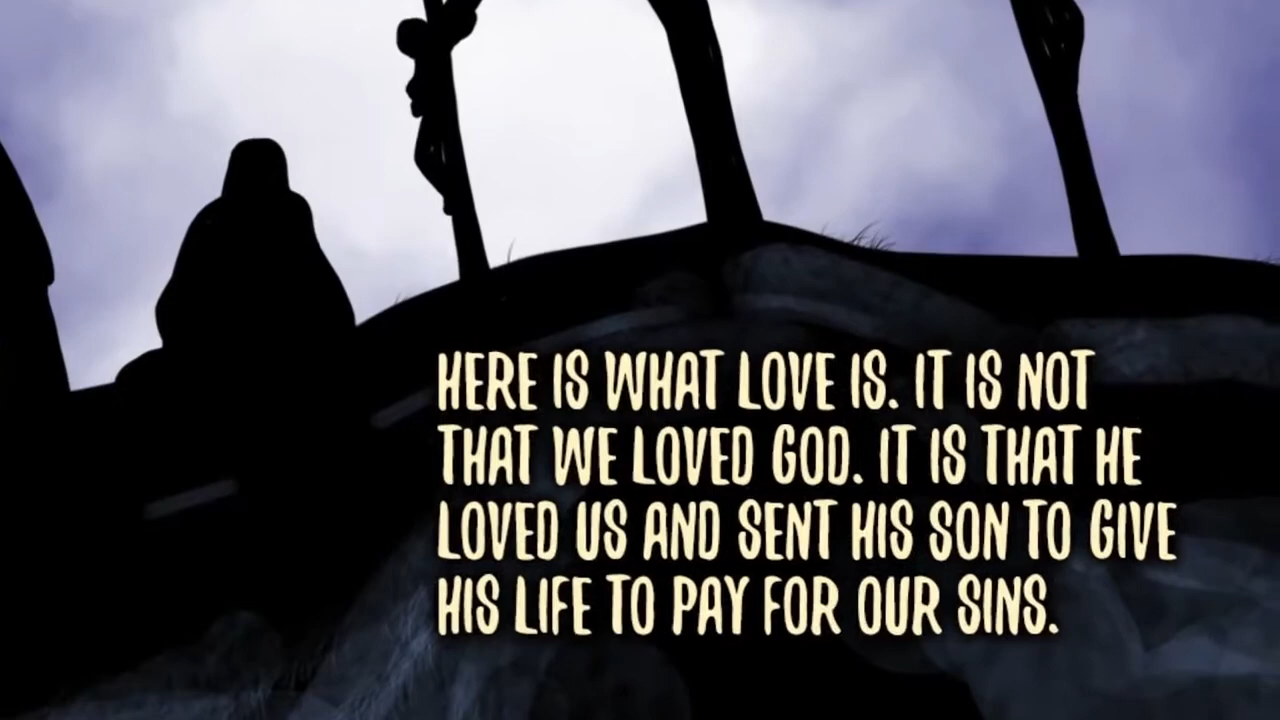 HERE IS WHAT LOVE IS. IT IS NOT
THAT WE LOVED GOD. IT IS THAT HE
LOVED US AND SENT HIS SON TO GIVE
HIS LIFE TO PAY FOR OUR SINS.